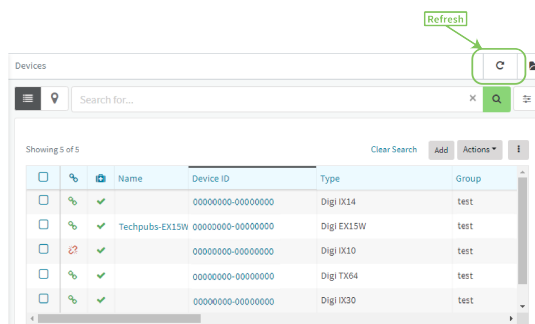 Refresh
Devices
Search for...
Showing 5 of 5 Clear Search Add Actions
Name Device ID Type Group
00000000-00000000 Digi IX14 test
Techpubs-EX15W 00000000-00000000 Digi EX15W test
00000000-00000000 Digi IX10 test
00000000-00000000 Digi TX64 test
00000000-00000000 Digi IX30 test